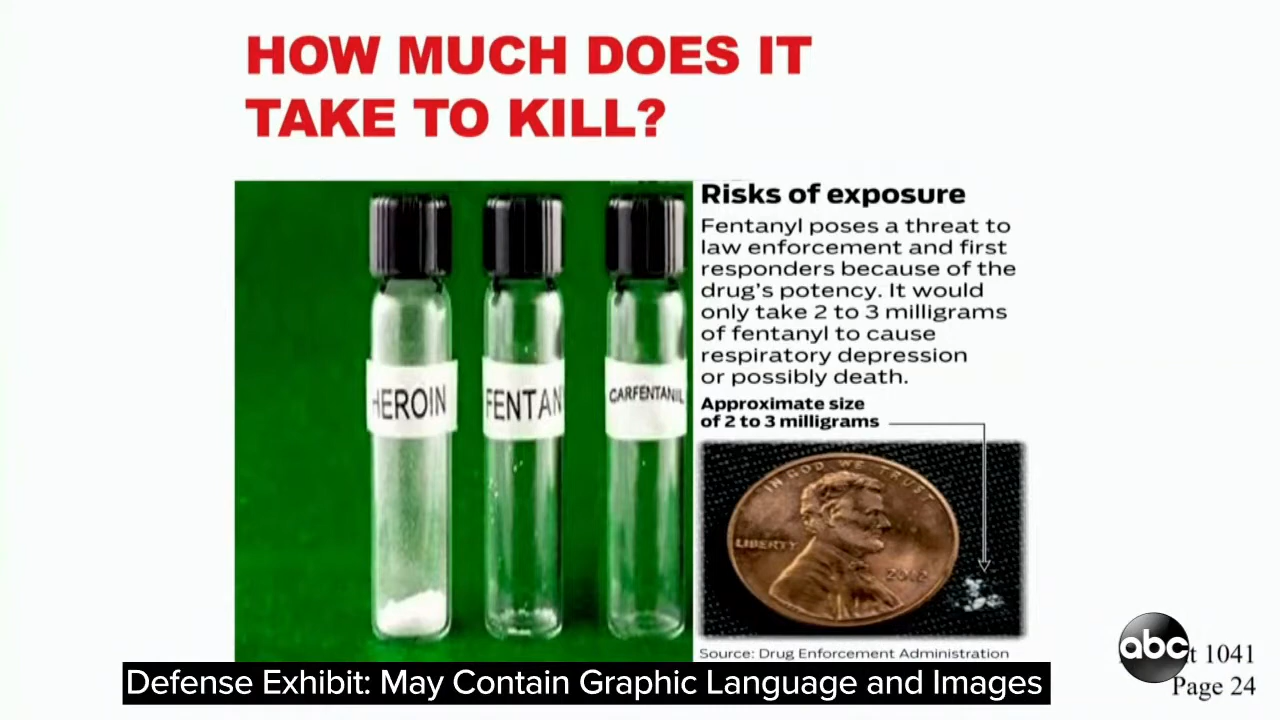 HOW MUCH DOES IT
TAKE TO KILL?
HEROIN
FENTAN
CARFENTANIL
Risks of exposure
Fentanyl poses a threat to
law enforcement and first
responders because of the
drug's potency. It would
only take 2 to 3 milligrams
of fentanyl to cause
respiratory depression
or possibly death.
Approximate size
of 2 to 3 milligrams
IN GOD WE TRUST
LIBERTY
2012
Source: Drug Enforcement Administration
Defense Exhibit: May Contain Graphic Language and Images
abc
1041
Page 24